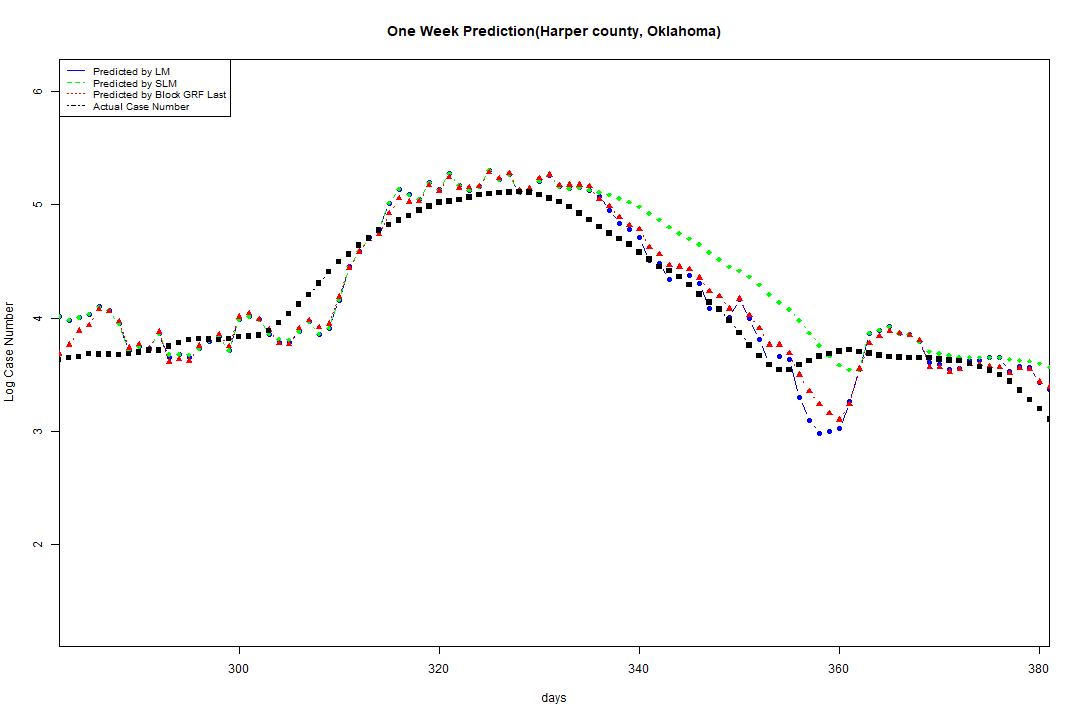 One Week Prediction(Harper county, Oklahoma)
Predicted by LM
Predicted by SLM
Predicted by Block GRF Last
Actual Case Number
6
5
4
3
2
Log Case Number
300 320 340 360 380
days